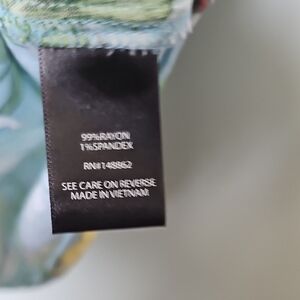 99%RAYON
1%SPANDEX
RN#148862
SEE CARE ON REVERSE
MADE IN VIETNAM